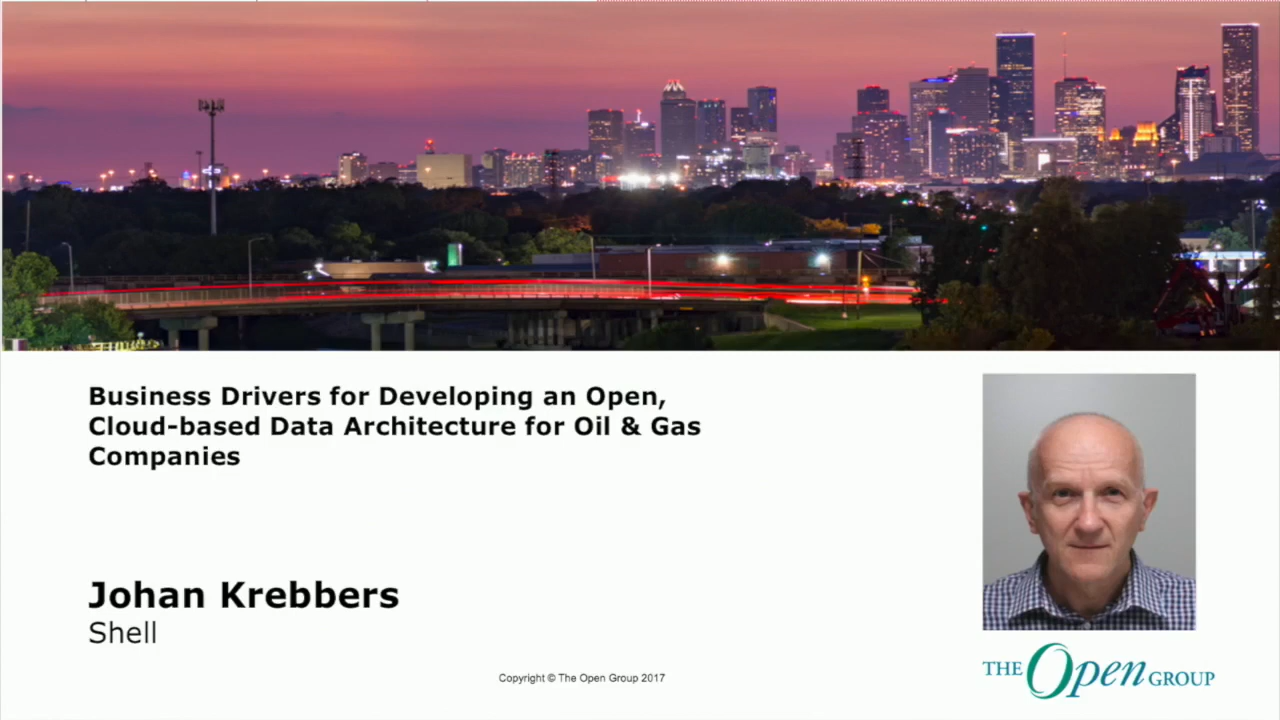 Business Drivers for Developing an Open,
Cloud-based Data Architecture for Oil & Gas
Companies
Johan Krebbers
Shell
Copyright © The Open Group 2017
THE Open GROUP